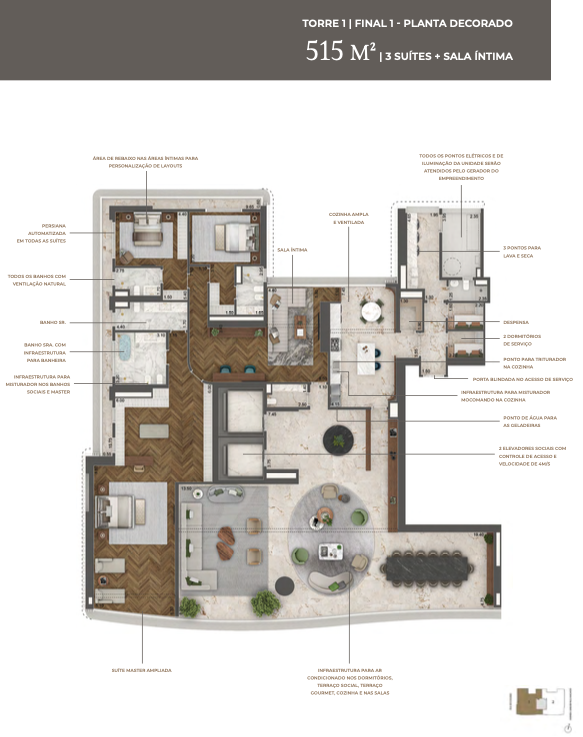 TORRE 1 | FINAL 1 - PLANTA DECORADO
515 M² | 3 SUÍTES + SALA ÍNTIMA
ÁREA DE REBAIXO NAS ÁREAS ÍNTIMAS PARA
PERSONALIZAÇÃO DE LAYOUTS
TODOS OS PONTOS ELÉTRICOS E DE
ILUMINAÇÃO DA UNIDADE SERÃO
ATENDIDOS PELO GERADOR DO
EMPREENDIMENTO
COZINHA AMPLA
E VENTILADA
PERSIANA
AUTOMATIZADA
EM TODAS AS SUÍTES
SALA ÍNTIMA
3 PONTOS PARA
LAVA E SECA
TODOS OS BANHOS COM
VENTILAÇÃO NATURAL
BANHO SR.
DESPENSA
2 DORMITÓRIOS
DE SERVIÇO
BANHO SRA. COM
INFRAESTRUTURA
PARA BANHEIRA
PONTO PARA TRITURADOR
NA COZINHA
PORTA BLINDADA NO ACESSO DE SERVIÇO
INFRAESTRUTURA PARA
MISTURADOR NOS BANHOS
SOCIAIS E MASTER
INFRAESTRUTURA PARA MISTURADOR
MONOCOMANDO NA COZINHA
PONTO DE ÁGUA PARA
AS GELADEIRAS
2 ELEVADORES SOCIAIS COM
CONTROLE DE ACESSO E
VELOCIDADE DE 4M/S
SUÍTE MASTER AMPLIADA
INFRAESTRUTURA PARA AR
CONDICIONADO NOS DORMITÓRIOS,
TERRAÇO SOCIAL, TERRAÇO
GOURMET, COZINHA E NAS SALAS